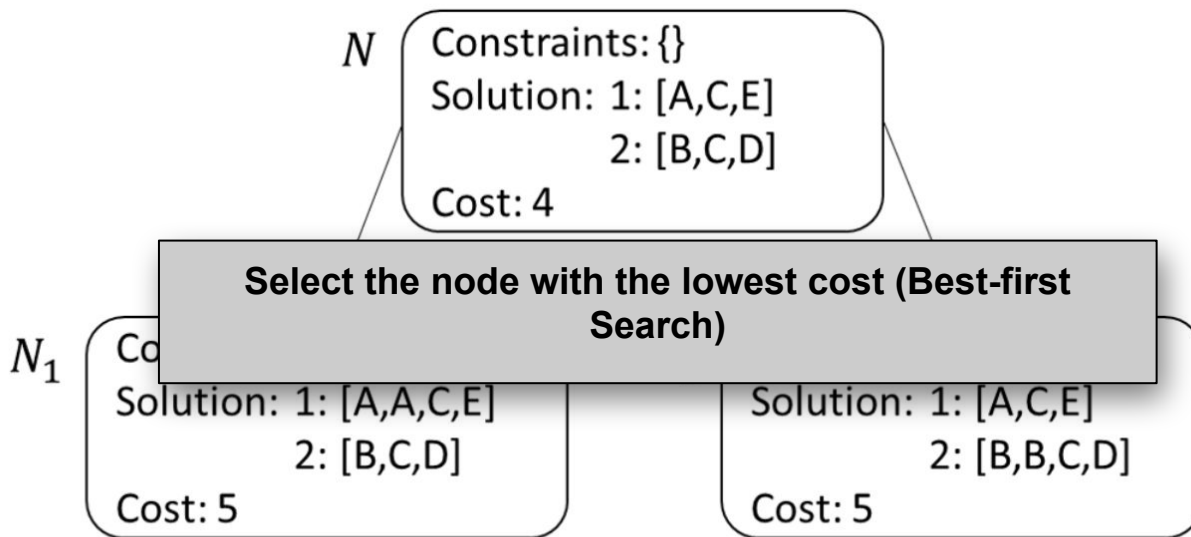 N
Constraints: {}
Solution: 1: [A,C,E]
2: [B,C,D]
Cost: 4
Select the node with the lowest cost (Best-first
Search)
N₁
Co
Solution: 1: [A,A,C,E]
2: [B,C,D]
Cost: 5
Solution: 1: [A,C,E]
2: [B,B,C,D]
Cost: 5